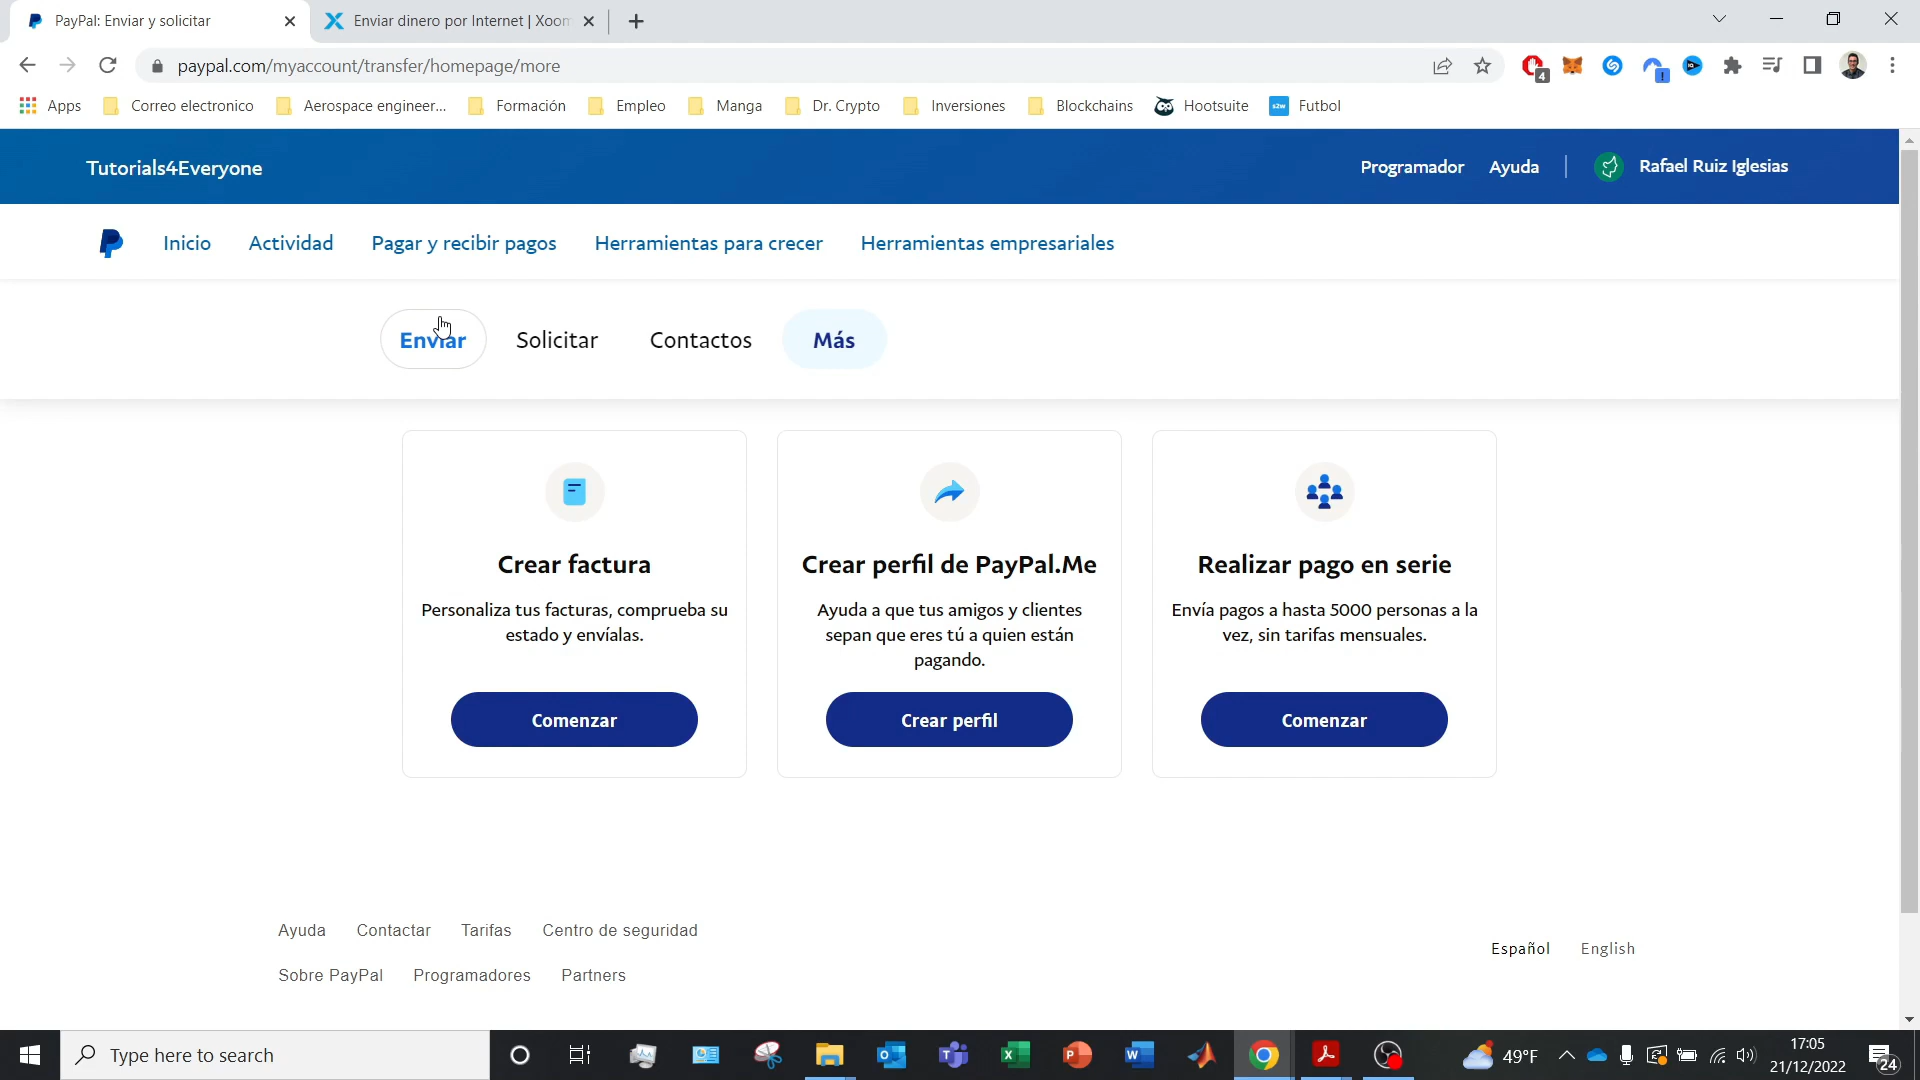 PayPal: Enviar y solicitar
Enviar dinero por Internet | Xoom
paypal.com/myaccount/transfer/homepage/more
4
!
Apps
Correo electronico
Aerospace engineer...
Formación
Empleo
Manga
Dr. Crypto
Inversiones
Blockchains
Hootsuite
Futbol
Tutorials4Everyone
Programador
Ayuda
Rafael Ruiz Iglesias
Inicio
Actividad
Pagar y recibir pagos
Herramientas para crecer
Herramientas empresariales
Enviar
Solicitar
Contactos
Más
Crear factura
Personaliza tus facturas, comprueba su
estado y envíalas.
Comenzar
Crear perfil de PayPal.Me
Ayuda a que tus amigos y clientes
sepan que eres tú a quien están
pagando.
Crear perfil
Realizar pago en serie
Envía pagos a hasta 5000 personas a la
vez, sin tarifas mensuales.
Comenzar
Ayuda
Contactar
Tarifas
Centro de seguridad
Sobre PayPal
Programadores
Partners
Español
English
Type here to search
49°F
17:05
21/12/2022
24